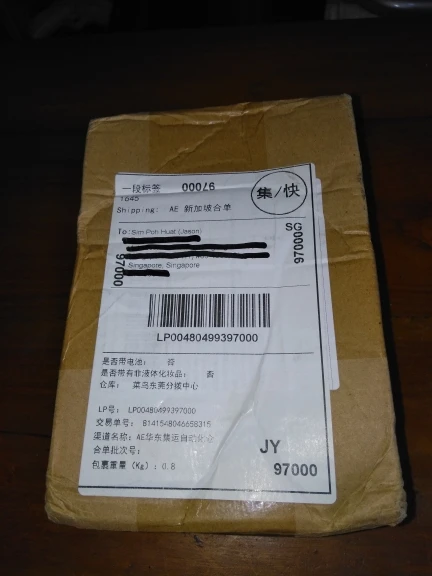 一段标签 97000
1645
集/快
Shipping: AE 新加坡合单
SG
97000
To: Sim Poh Huat (Jason)
97000
Singapore, Singapore
LP00480499397000
是否带电池: 否
是否带有非液体化妆品: 否
仓库: 菜鸟东莞分拨中心
LP号: LP00480499397000
交易单号: 8141548046658315
渠道名称: AE华东集运自动化仓
合单批次号:
包裹重量 (Kg): 0.8
JY
97000